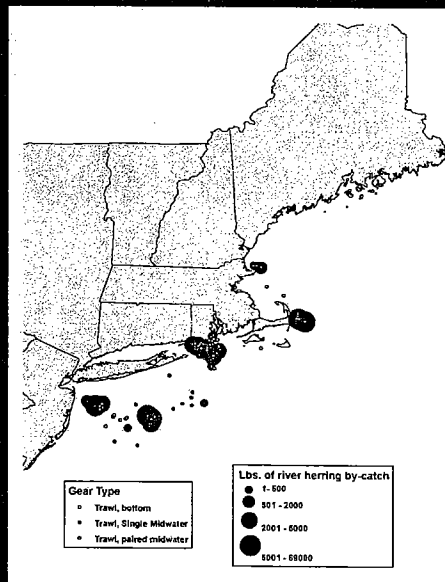 Gear Type
Trawl, bottom
Trawl, Single Midwater
Trawl, paired midwater
Lbs. of river herring by-catch
1 - 500
501 - 2000
2001 - 5000
5001 - 69000